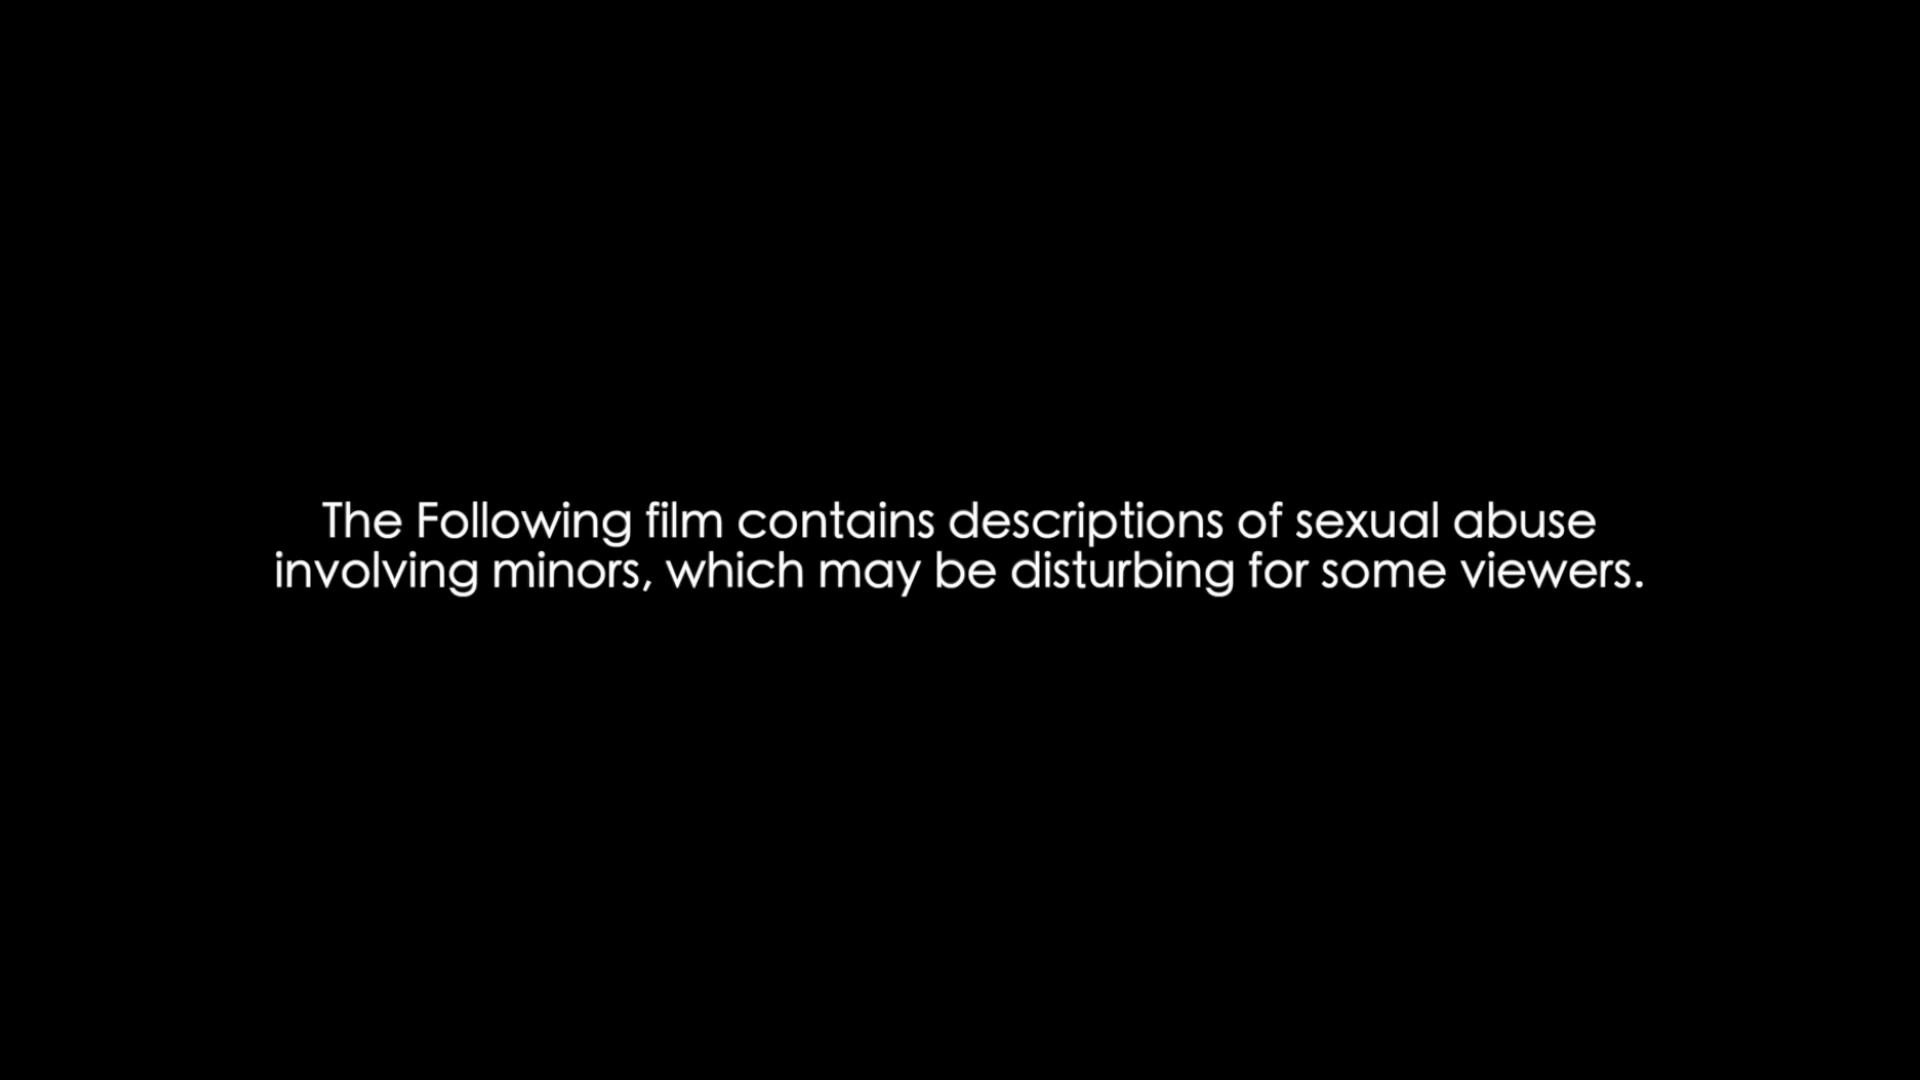 The Following film contains descriptions of sexual abuse
involving minors, which may be disturbing for some viewers.